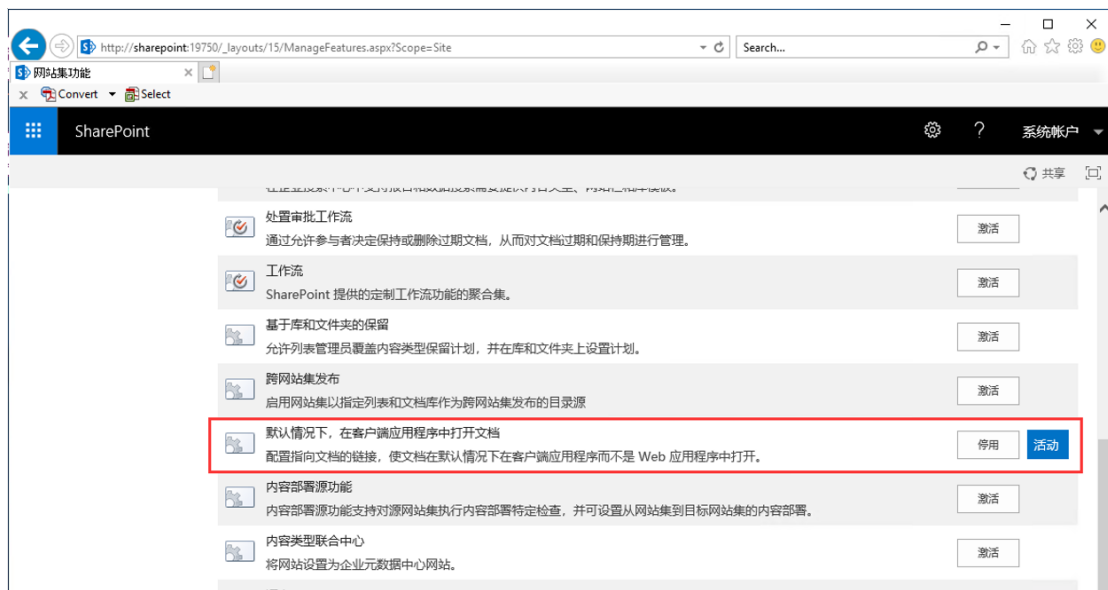 http://sharepoint:19750/_layouts/15/ManageFeatures.aspx?Scope=Site
Search...
网站集功能
x Convert Select
SharePoint
? 系统帐户
共享
处置审批工作流
通过允许参与者决定保持或删除过期文档，从而对文档过期和保持期进行管理。
激活
工作流
SharePoint 提供的定制工作流功能的聚合集。
激活
基于库和文件夹的保留
允许列表管理员覆盖内容类型保留计划，并在库和文件夹上设置计划。
激活
跨网站集发布
启用网站集以指定列表和文档库作为跨网站集发布的目录源
激活
默认情况下，在客户端应用程序中打开文档
配置指向文档的链接，使文档在默认情况下在客户端应用程序而不是 Web 应用程序中打开。
停用 活动
内容部署源功能
内容部署源功能支持对源网站集执行内容部署特定检查，并可设置从网站集到目标网站集的内容部署。
激活
内容类型联合中心
将网站设置为企业元数据中心网站。
激活